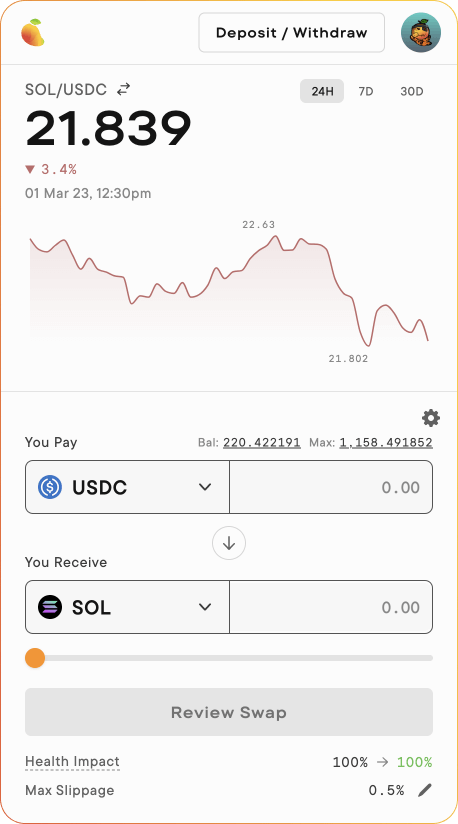 Deposit / Withdraw
SOL/USDC
24H 7D 30D
21.839
3.4%
01 Mar 23, 12:30pm
22.63
21.802
You Pay Bal: 220.422191 Max: 1,158.491852
USDC 0.00
You Receive
SOL 0.00
Review Swap
Health Impact 100% → 100%
Max Slippage 0.5%